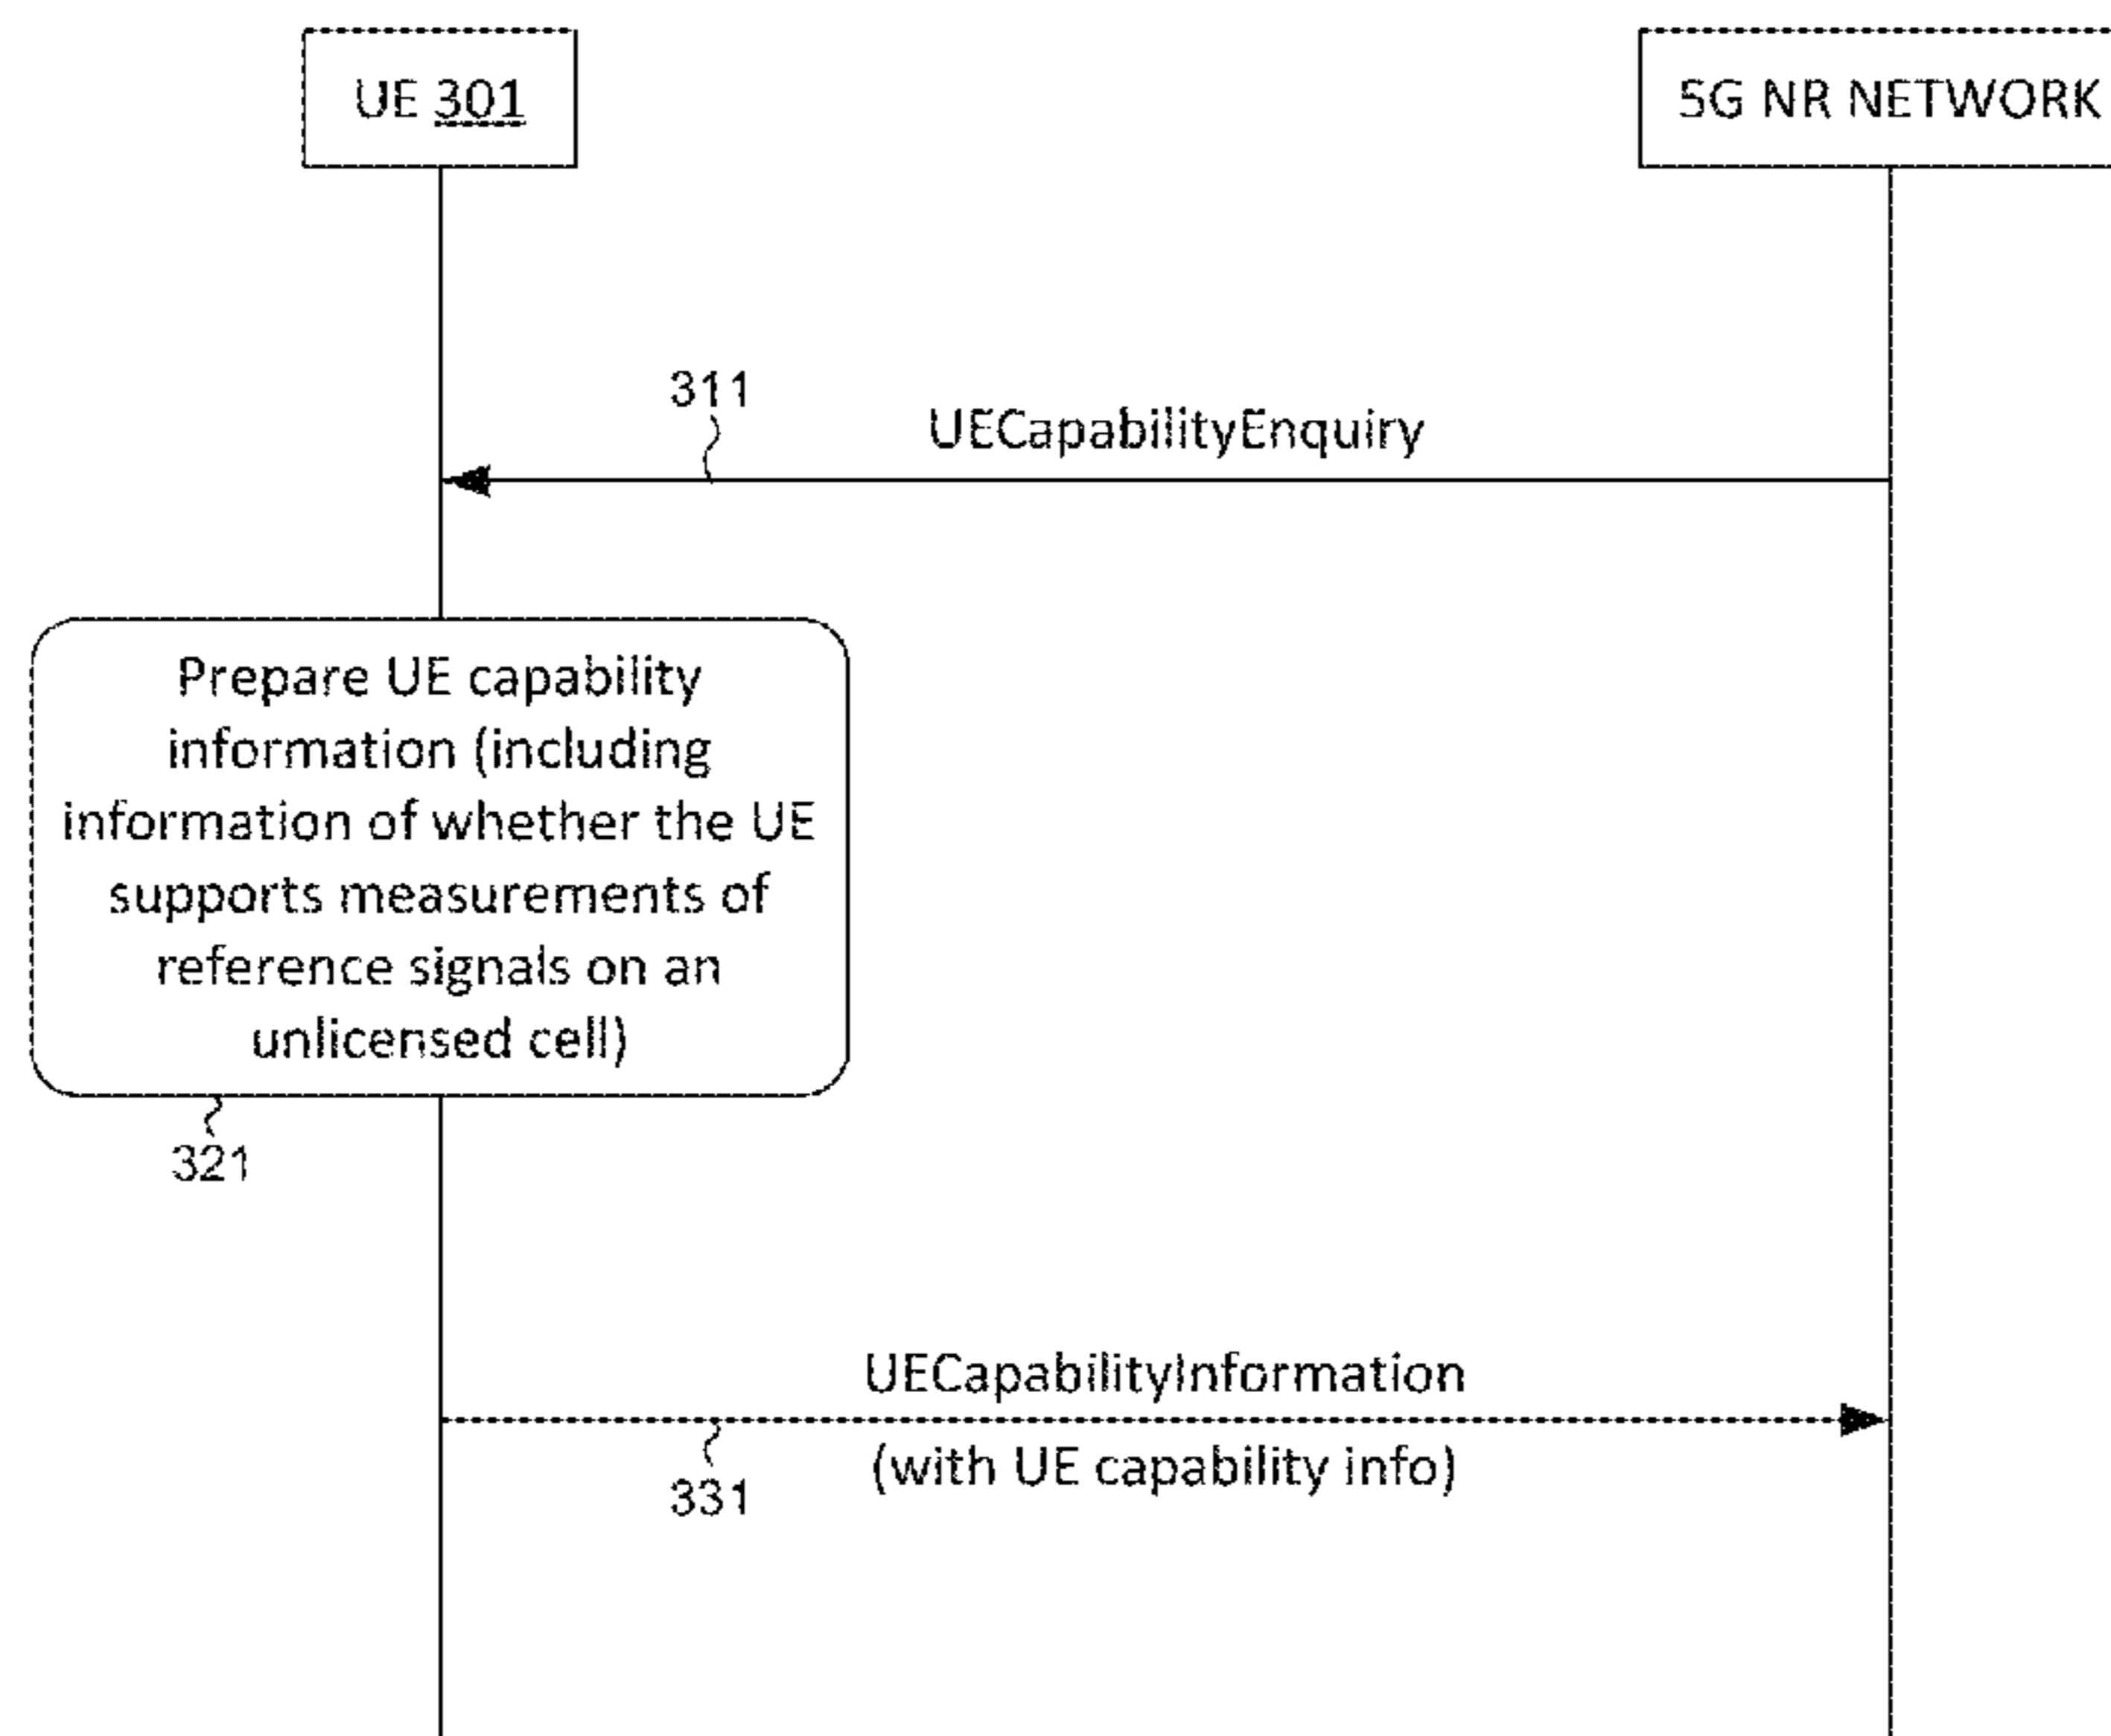 UE 301
5G NR NETWORK
311
UECapabilityEnquiry
Prepare UE capability
information (including
information of whether the UE
supports measurements of
reference signals on an
unlicensed cell)
321
UECapabilityInformation
(with UE capability info)
331